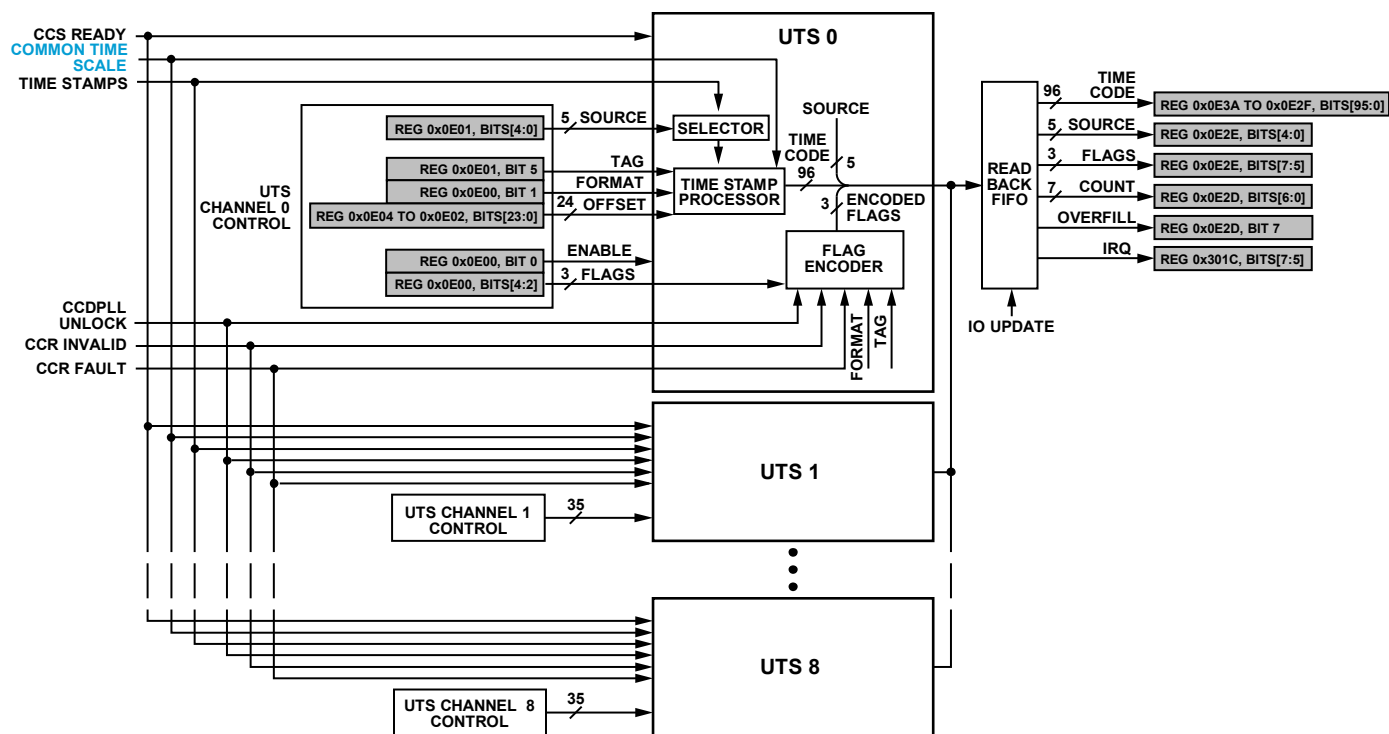 CCS READY
COMMON TIME
SCALE
TIME STAMPS
UTS
CHANNEL 0
CONTROL
REG 0x0E01, BITS[4:0]
5 SOURCE
REG 0x0E01, BIT 5
TAG
REG 0x0E00, BIT 1
FORMAT
REG 0x0E04 TO 0x0E02, BITS[23:0]
24 OFFSET
REG 0x0E00, BIT 0
ENABLE
REG 0x0E00, BITS[4:2]
3 FLAGS
CCDPLL
UNLOCK
CCR INVALID
CCR FAULT
UTS 0
SELECTOR
TIME STAMP
PROCESSOR
SOURCE
5
TIME
CODE
96
3
ENCODED
FLAGS
FLAG
ENCODER
FORMAT
TAG
READ
BACK
FIFO
IO UPDATE
96 TIME
CODE
REG 0x0E3A TO 0x0E2F, BITS[95:0]
5 SOURCE
REG 0x0E2E, BITS[4:0]
3 FLAGS
REG 0x0E2E, BITS[7:5]
7 COUNT
REG 0x0E2D, BITS[6:0]
OVERFILL
REG 0x0E2D, BIT 7
IRQ
REG 0x301C, BITS[7:5]
UTS 1
UTS CHANNEL 1
CONTROL
35
UTS 8
UTS CHANNEL 8
CONTROL
35